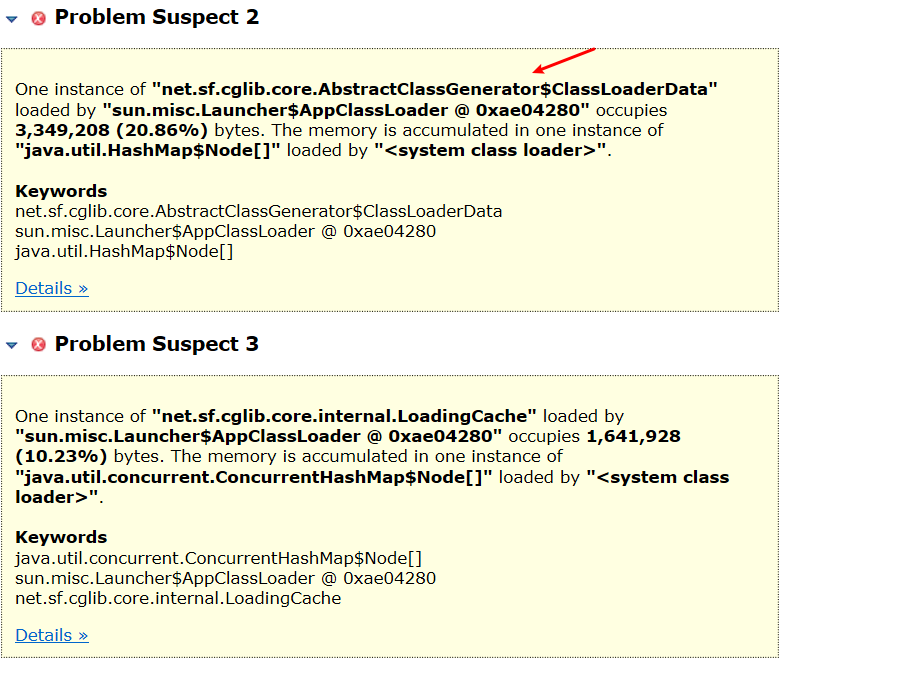 Problem Suspect 2
One instance of "net.sf.cglib.core.AbstractClassGenerator$ClassLoaderData"
loaded by "sun.misc.Launcher$AppClassLoader @ 0xae04280" occupies
3,349,208 (20.86%) bytes. The memory is accumulated in one instance of
"java.util.HashMap$Node[]" loaded by "<system class loader>".
Keywords
net.sf.cglib.core.AbstractClassGenerator$ClassLoaderData
sun.misc.Launcher$AppClassLoader @ 0xae04280
java.util.HashMap$Node[]
Details »
Problem Suspect 3
One instance of "net.sf.cglib.core.internal.LoadingCache" loaded by
"sun.misc.Launcher$AppClassLoader @ 0xae04280" occupies 1,641,928
(10.23%) bytes. The memory is accumulated in one instance of
"java.util.concurrent.ConcurrentHashMap$Node[]" loaded by "<system class
loader>".
Keywords
java.util.concurrent.ConcurrentHashMap$Node[]
sun.misc.Launcher$AppClassLoader @ 0xae04280
net.sf.cglib.core.internal.LoadingCache
Details »